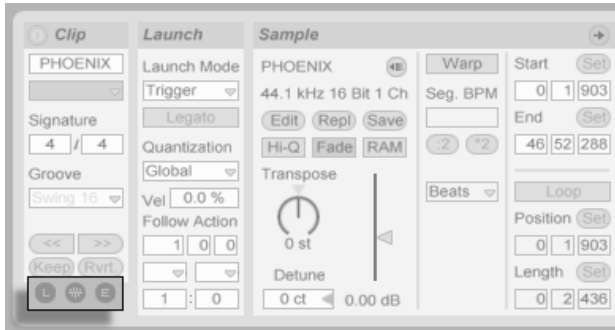 Clip
PHOENIX
Signature
4 / 4
Groove
Swing 16
<< >>
Keep Rvrt.
L E
Launch
Launch Mode
Trigger
Legato
Quantization
Global
Vel 0.0 %
Follow Action
1 0 0
1 : 0
Sample
PHOENIX
44.1 kHz 16 Bit 1 Ch
Edit Repl Save
Hi-Q Fade RAM
Transpose
0 st
Detune
0 ct 0.00 dB
Warp
Seg. BPM
:2 *2
Beats
Start Set
0 1 903
End Set
46 52 288
Loop
Position Set
0 1 903
Length Set
0 2 436